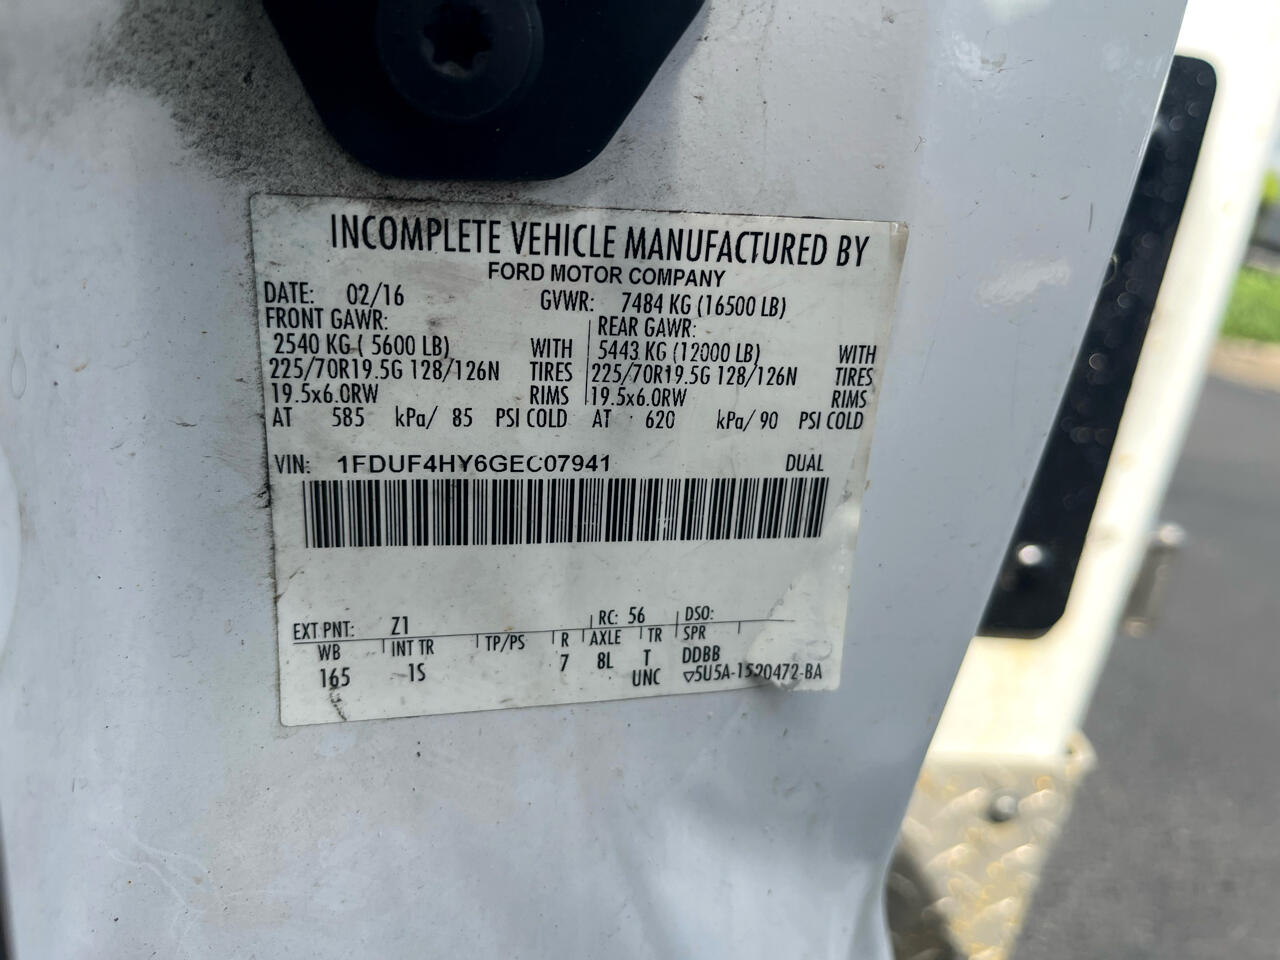 INCOMPLETE VEHICLE MANUFACTURED BY
FORD MOTOR COMPANY
DATE: 02/16 GVWR: 7484 KG (16500 LB)
FRONT GAWR: REAR GAWR:
2540 KG ( 5600 LB) WITH 5443 KG (12000 LB) WITH
225/70R19.5G 128/126N TIRES 225/70R19.5G 128/126N TIRES
19.5x6.0RW RIMS 19.5x6.0RW RIMS
AT 585 kPa/ 85 PSI COLD AT 620 kPa/ 90 PSI COLD
VIN: 1FDUF4HY6GEC07941 DUAL
EXT PNT: Z1 RC: 56 DSO:
WB INT TR TP/PS R AXLE TR SPR
165 1S 7 8L T DDBB
UNC 5U5A-1520472-BA